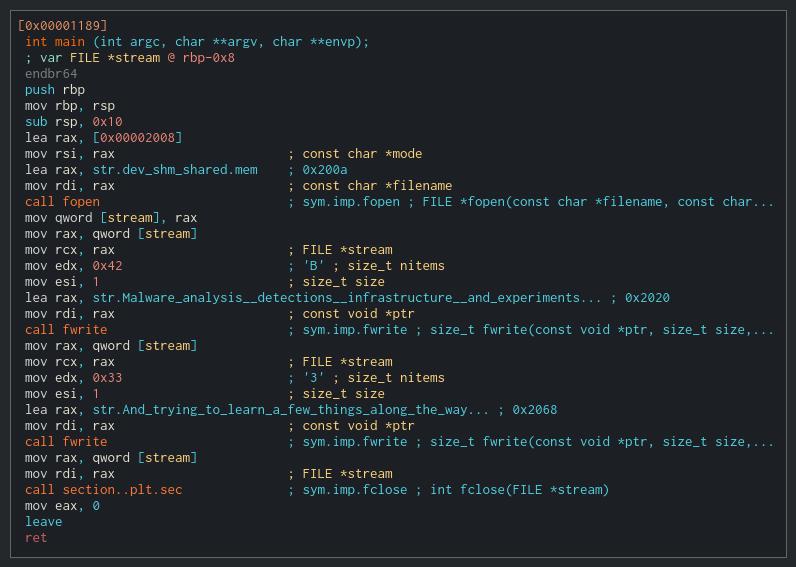 [0x00001189]
int main (int argc, char **argv, char **envp);
; var FILE *stream @ rbp-0x8
endbr64
push rbp
mov rbp, rsp
sub rsp, 0x10
lea rax, [0x00002008]
mov rsi, rax ; const char *mode
lea rax, str.dev_shm_shared.mem ; 0x200a
mov rdi, rax ; const char *filename
call fopen ; sym.imp.fopen ; FILE *fopen(const char *filename, const char...
mov qword [stream], rax
mov rax, qword [stream]
mov rcx, rax ; FILE *stream
mov edx, 0x42 ; 'B' ; size_t nitems
mov esi, 1 ; size_t size
lea rax, str.Malware_analysis__detections__infrastructure__and_experiments... ; 0x2020
mov rdi, rax ; const void *ptr
call fwrite ; sym.imp.fwrite ; size_t fwrite(const void *ptr, size_t size,...
mov rax, qword [stream]
mov rcx, rax ; FILE *stream
mov edx, 0x33 ; '3' ; size_t nitems
mov esi, 1 ; size_t size
lea rax, str.And_trying_to_learn_a_few_things_along_the_way... ; 0x2068
mov rdi, rax ; const void *ptr
call fwrite ; sym.imp.fwrite ; size_t fwrite(const void *ptr, size_t size,...
mov rax, qword [stream]
mov rdi, rax ; FILE *stream
call section..plt.sec ; sym.imp.fclose ; int fclose(FILE *stream)
mov eax, 0
leave
ret